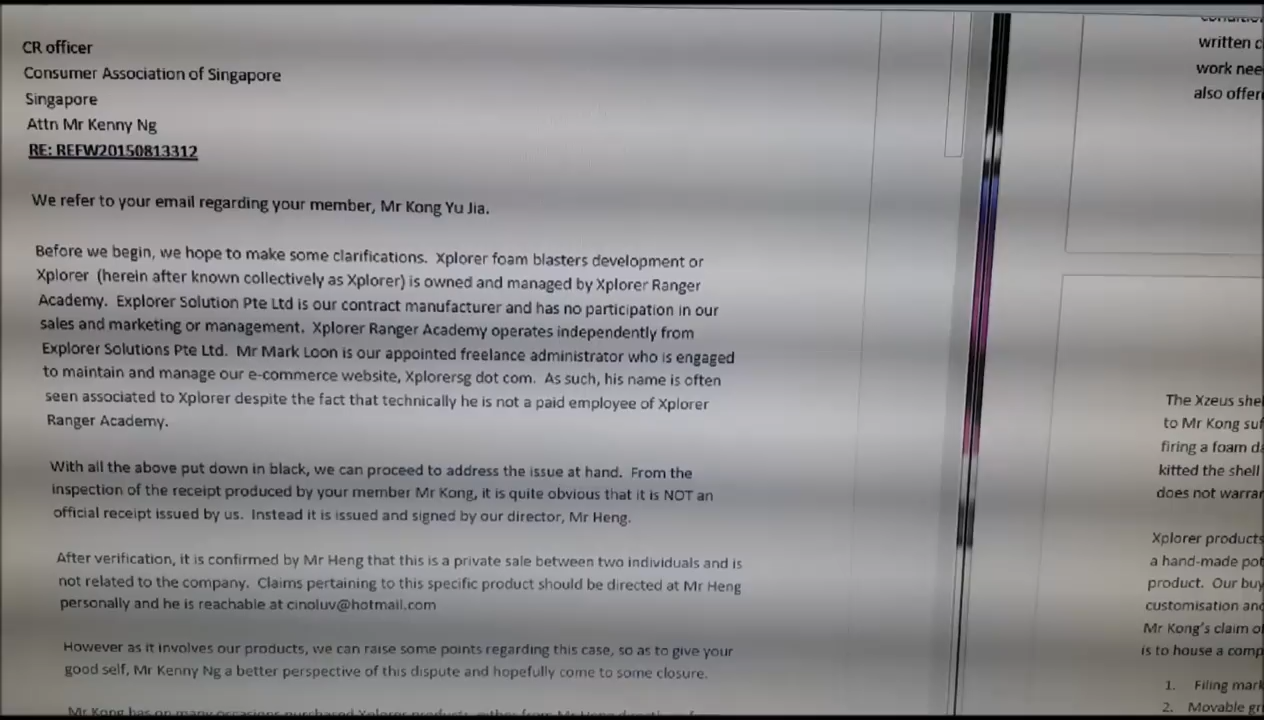 CR officer
Consumer Association of Singapore
Singapore
Attn Mr Kenny Ng
RE: REFW20150813312
We refer to your email regarding your member, Mr Kong Yu Jia.
Before we begin, we hope to make some clarifications. Xplorer foam blasters development or
Xplorer (herein after known collectively as Xplorer) is owned and managed by Xplorer Ranger
Academy. Explorer Solution Pte Ltd is our contract manufacturer and has no participation in our
sales and marketing or management. Xplorer Ranger Academy operates independently from
Explorer Solutions Pte Ltd. Mr Mark Loon is our appointed freelance administrator who is engaged
to maintain and manage our e-commerce website, Xplorersg dot com. As such, his name is often
seen associated to Xplorer despite the fact that technically he is not a paid employee of Xplorer
Ranger Academy.
With all the above put down in black, we can proceed to address the issue at hand. From the
inspection of the receipt produced by your member Mr Kong, it is quite obvious that it is NOT an
official receipt issued by us. Instead it is issued and signed by our director, Mr Heng.
After verification, it is confirmed by Mr Heng that this is a private sale between two individuals and is
not related to the company. Claims pertaining to this specific product should be directed at Mr Heng
personally and he is reachable at cinoluv@hotmail.com
However as it involves our products, we can raise some points regarding this case, so as to give your
good self, Mr Kenny Ng a better perspective of this dispute and hopefully come to some closure.
Mr Kong has on many occasions purchased Xplorer products, either from Mr Heng
written
work
also
The Xzeus
to Mr Kong
firing a foam
kitted the shell
does not
Xplorer products
a hand-made
product. Our
customisation
Mr Kong's claim
is to house a
1. Filing
2. Movable